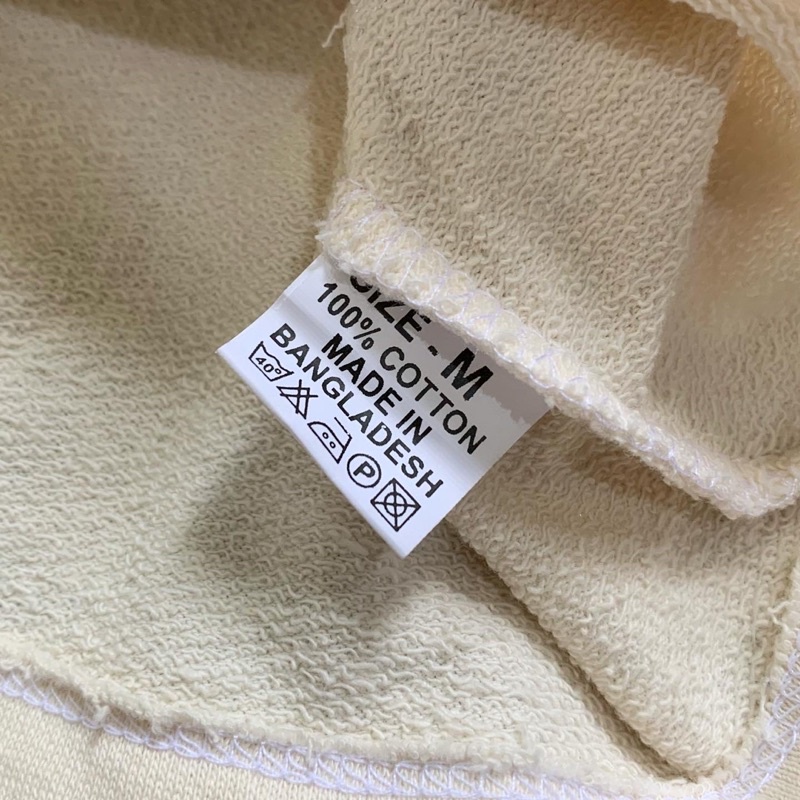 SIZE - M
100% COTTON
MADE IN
BANGLADESH
40°
P